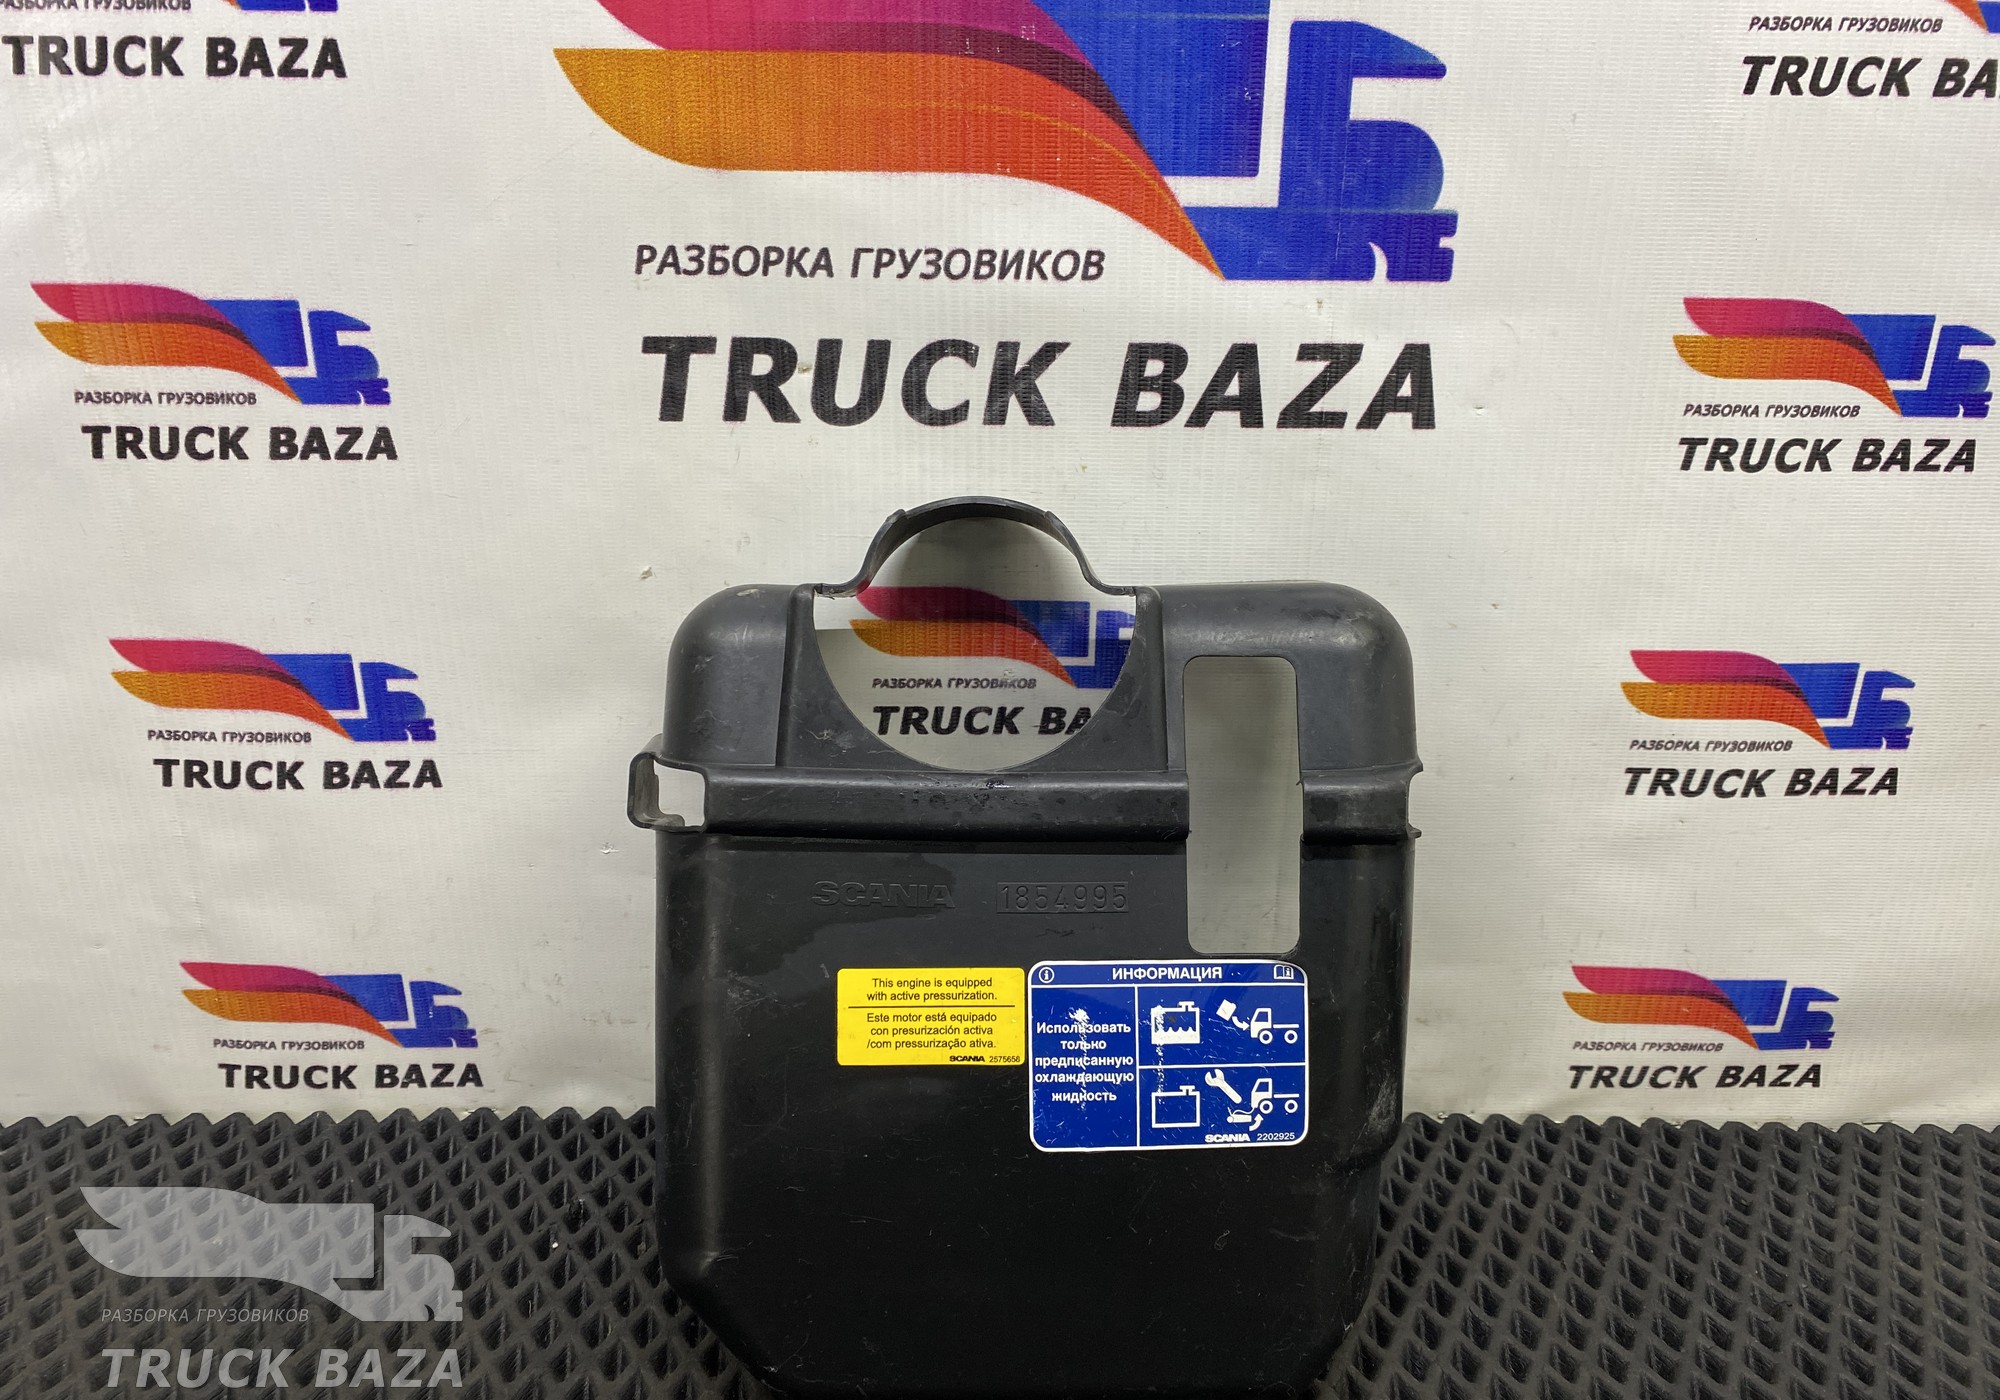 РАЗБОРКА ГРУЗОВИКОВ
TRUCK BAZA
РАЗБОРКА ГРУЗОВИКОВ
TRUCK BA
РАЗБОРКА ГРУЗОВИКОВ
TRUCK BAZA
РАЗБОРКА ГРУЗОВИКОВ
TRUCK BAZA
РАЗБОРКА ГРУЗОВИКОВ
TRUCK BAZA
РАЗБОРКА ГРУЗОВИКОВ
TRUCK BAZA
РАЗБОРКА ГРУЗОВИКОВ
TRUCK BA
РАЗБОРКА ГРУЗОВИКОВ
TRUCK BAZA
SCANIA 1854995
This engine is equipped
with active pressurization.
Este motor está equipado
con presurización activa
/com pressurização ativa.
SCANIA 2575656
ИНФОРМАЦИЯ
Использовать
только
предписанную
охлаждающую
жидкость
SCANIA 2202925
РАЗБОРКА ГРУЗОВИКОВ
TRUCK BAZA
РАЗБОРКА ГРУЗОВИКОВ
TRUCK BAZA
РАЗБОРКА ГРУЗОВИКОВ
TRUCK BAZA